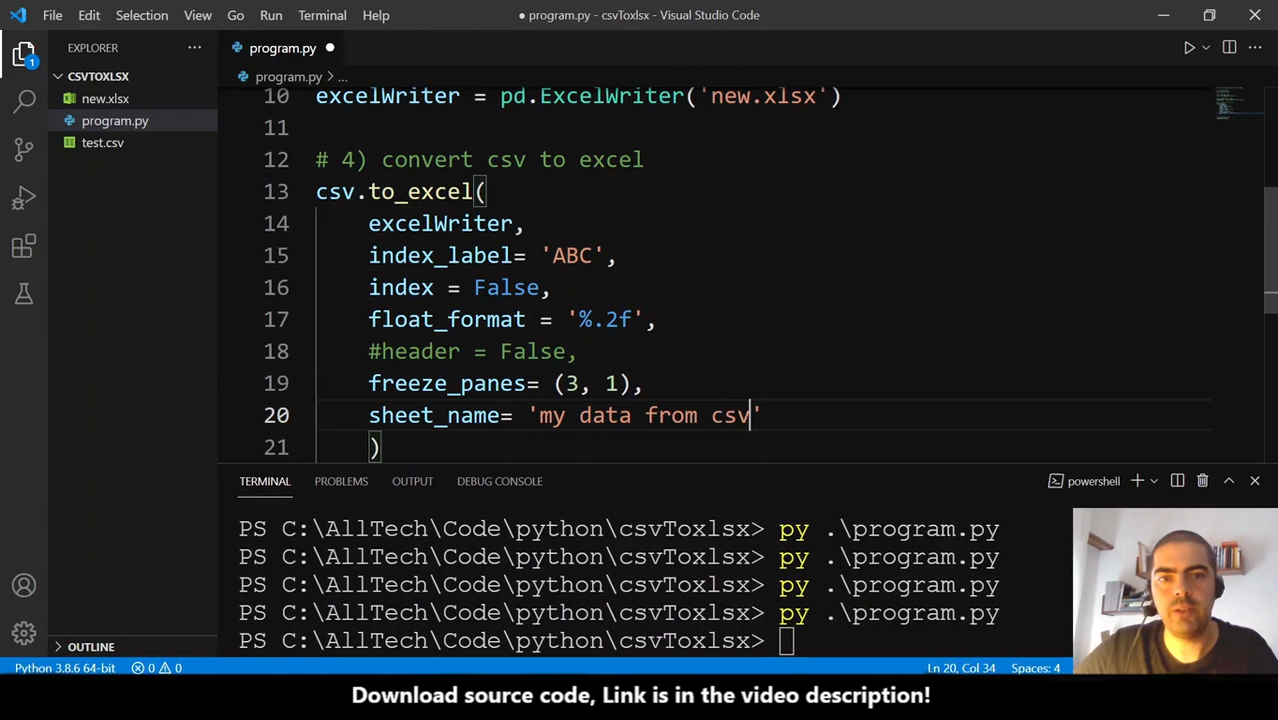 File Edit Selection View Go Run Terminal Help
● program.py - csvToxlsx - Visual Studio Code
EXPLORER
1
CSVTOXLSX
new.xlsx
program.py
test.csv
OUTLINE
program.py
program.py > ...
10 excelWriter = pd.ExcelWriter('new.xlsx')
11
12 # 4) convert csv to excel
13 csv.to_excel(
14 excelWriter,
15 index_label= 'ABC',
16 index = False,
17 float_format = '%.2f',
18 #header = False,
19 freeze_panes= (3, 1),
20 sheet_name= 'my data from csv'
21 )
TERMINAL PROBLEMS OUTPUT DEBUG CONSOLE
powershell
PS C:\AllTech\Code\python\csvToxlsx> py .\program.py
PS C:\AllTech\Code\python\csvToxlsx> py .\program.py
PS C:\AllTech\Code\python\csvToxlsx> py .\program.py
PS C:\AllTech\Code\python\csvToxlsx> py .\program.py
PS C:\AllTech\Code\python\csvToxlsx>
Python 3.8.6 64-bit 0 0 Ln 20, Col 34 Spaces: 4
Download source code, Link is in the video description!